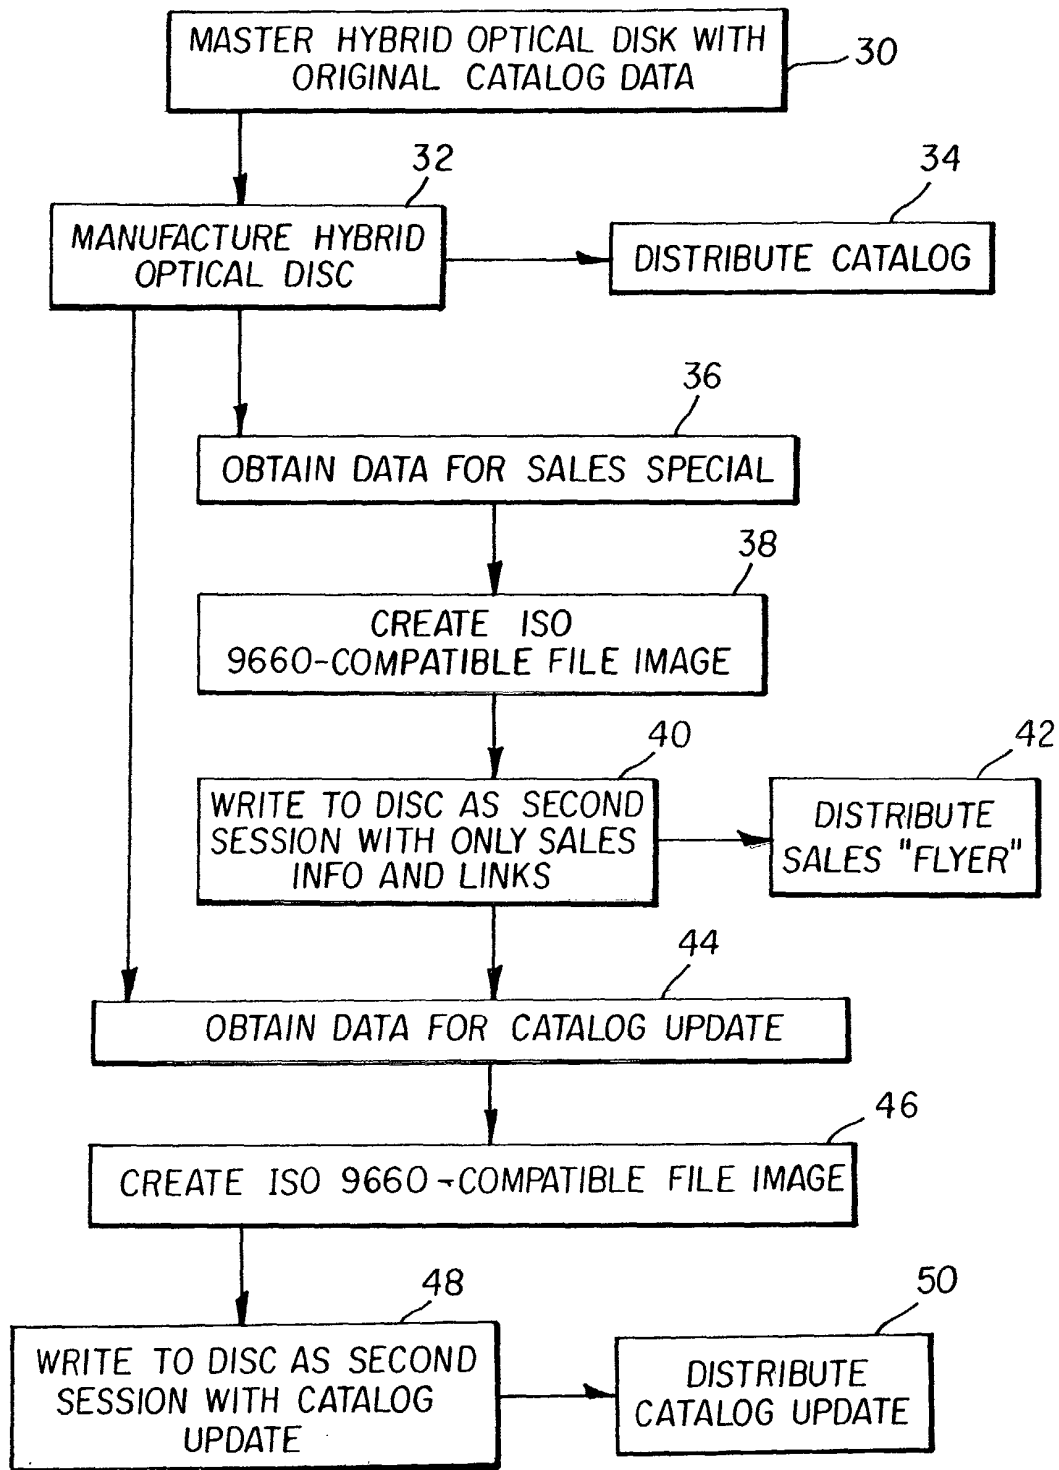 MASTER HYBRID OPTICAL DISK WITH
ORIGINAL CATALOG DATA
30
32
MANUFACTURE HYBRID
OPTICAL DISC
34
DISTRIBUTE CATALOG
36
OBTAIN DATA FOR SALES SPECIAL
38
CREATE ISO
9660-COMPATIBLE FILE IMAGE
40
WRITE TO DISC AS SECOND
SESSION WITH ONLY SALES
INFO AND LINKS
42
DISTRIBUTE
SALES "FLYER"
44
OBTAIN DATA FOR CATALOG UPDATE
46
CREATE ISO 9660-COMPATIBLE FILE IMAGE
48
WRITE TO DISC AS SECOND
SESSION WITH CATALOG
UPDATE
50
DISTRIBUTE
CATALOG UPDATE